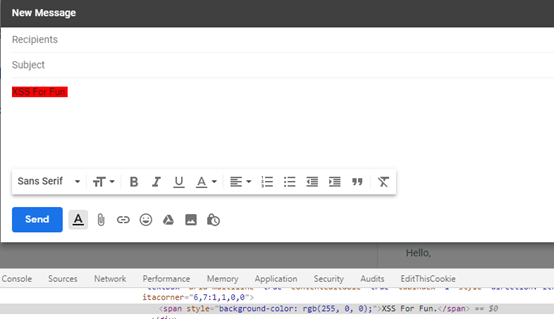 New Message
Recipients
Subject
XSS For Fun.
Sans Serif
B I U A
Send A
Hello,
Console Sources Network Performance Memory Application Security Audits EditThisCookie
itacorner="6,7:1,1,0,0">
<span style="background-color: rgb(255, 0, 0);">XSS For Fun.</span> == $0